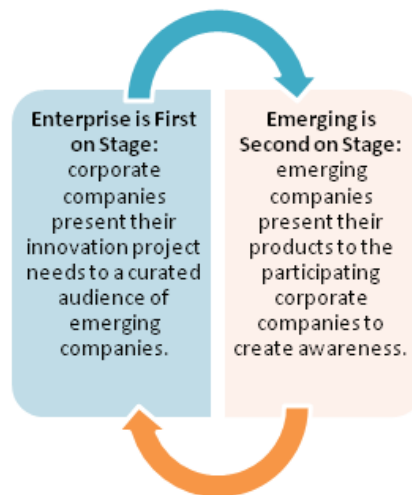 Enterprise is First
on Stage:
corporate
companies
present their
innovation project
needs to a curated
audience of
emerging
companies.
Emerging is
Second on Stage:
emerging
companies
present their
products to the
participating
corporate
companies to
create awareness.